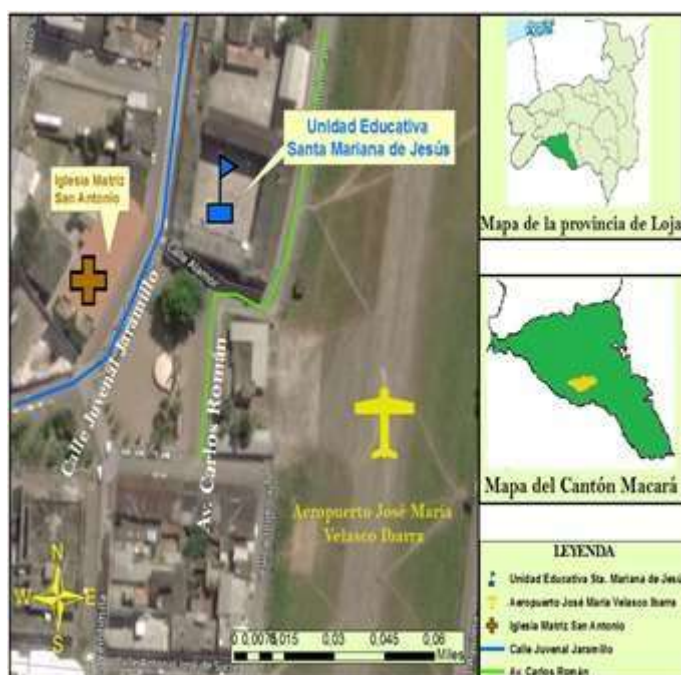 Unidad Educativa
Santa Mariana de Jesús
Iglesia Matriz
San Antonio
Calle Juvenal Jaramillo
Av. Carlos Román
Aeropuerto José María
Velasco Ibarra
N
W E
S
0 0,0075 0,015 0,03 0,045 0,06
Miles
Mapa de la provincia de Loja
Mapa del Cantón Macará
LEYENDA
Unidad Educativa Sta. Mariana de Jesú
Aeropuerto José María Velasco Ibarra
Iglesia Matriz San Antonio
Calle Juvenal Jaramillo
Av. Carlos Román